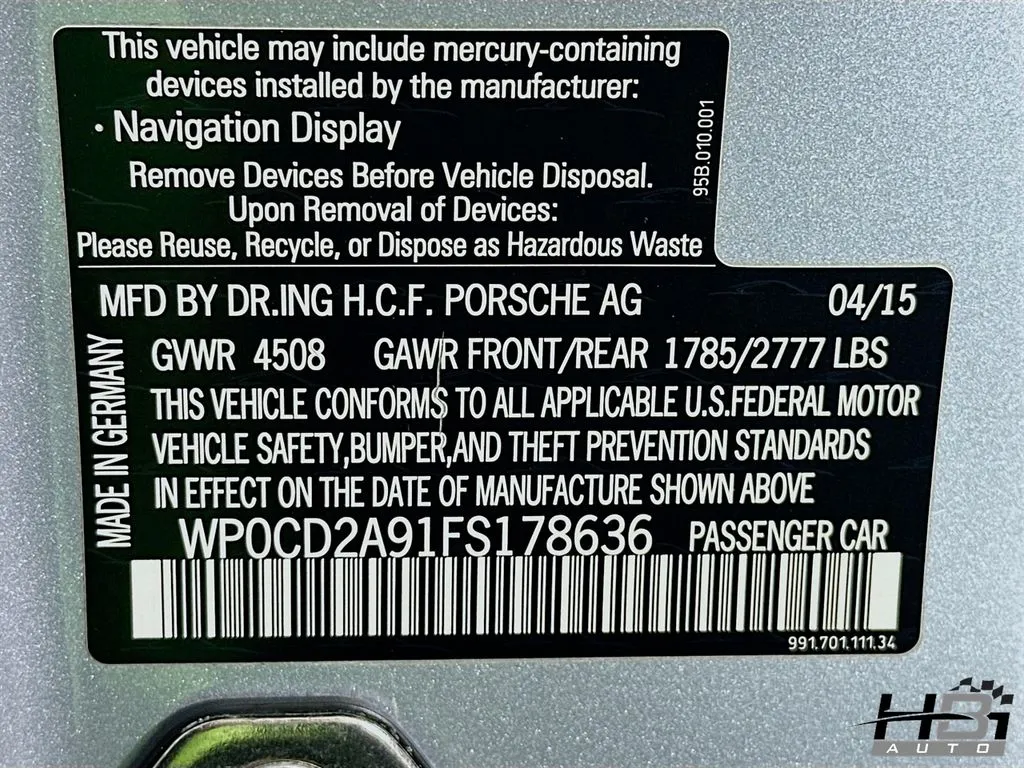 This vehicle may include mercury-containing
devices installed by the manufacturer:
· Navigation Display
Remove Devices Before Vehicle Disposal.
Upon Removal of Devices:
Please Reuse, Recycle, or Dispose as Hazardous Waste
95B.010.001
MFD BY DR.ING H.C.F. PORSCHE AG 04/15
GVWR 4508 GAWR FRONT/REAR 1785/2777 LBS
THIS VEHICLE CONFORMS TO ALL APPLICABLE U.S.FEDERAL MOTOR
VEHICLE SAFETY,BUMPER,AND THEFT PREVENTION STANDARDS
IN EFFECT ON THE DATE OF MANUFACTURE SHOWN ABOVE
MADE IN GERMANY
WP0CD2A91FS178636 PASSENGER CAR
991.701.111.34
HBI
AUTO